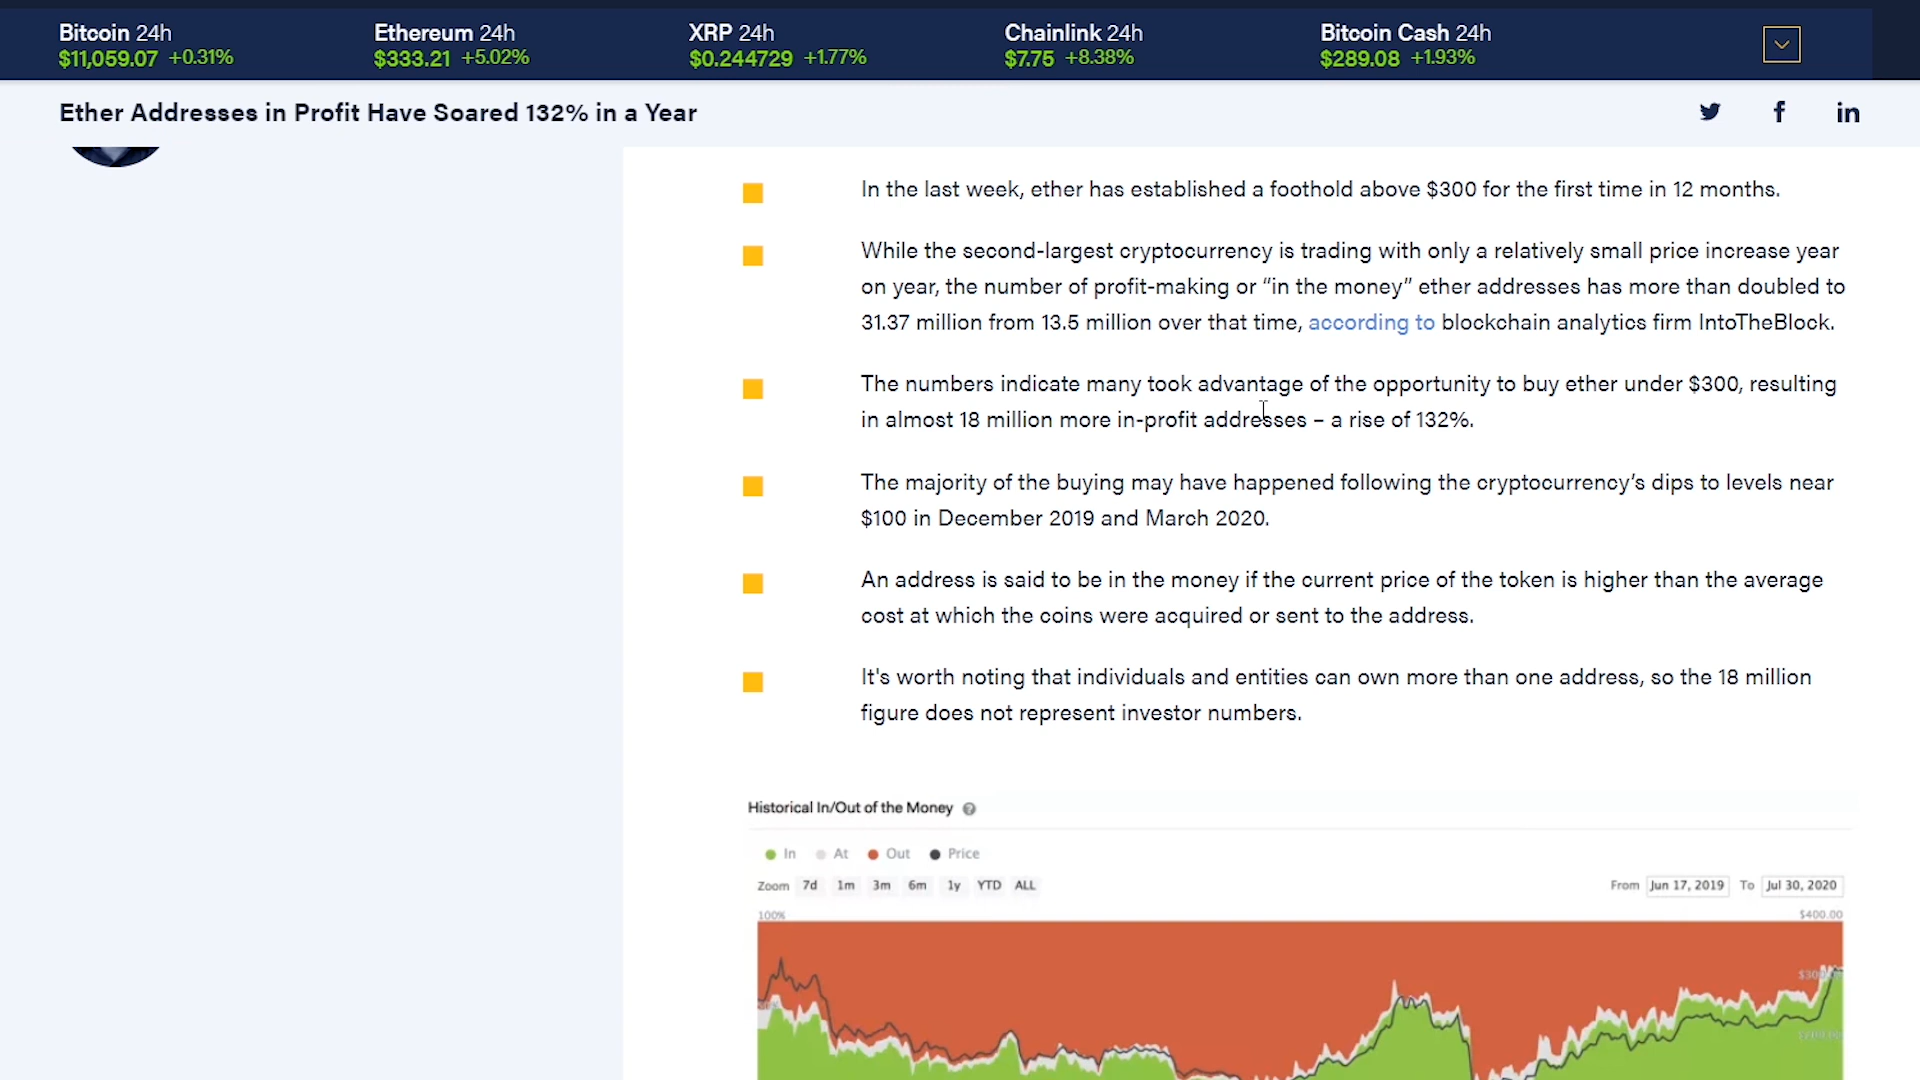 Bitcoin 24h
$11,059.07 +0.31%
Ethereum 24h
$333.21 +5.02%
XRP 24h
$0.244729 +1.77%
Chainlink 24h
$7.75 +8.38%
Bitcoin Cash 24h
$289.08 +1.93%
Ether Addresses in Profit Have Soared 132% in a Year
In the last week, ether has established a foothold above $300 for the first time in 12 months.
While the second-largest cryptocurrency is trading with only a relatively small price increase year
on year, the number of profit-making or “in the money” ether addresses has more than doubled to
31.37 million from 13.5 million over that time, according to blockchain analytics firm IntoTheBlock.
The numbers indicate many took advantage of the opportunity to buy ether under $300, resulting
in almost 18 million more in-profit addresses – a rise of 132%.
The majority of the buying may have happened following the cryptocurrency’s dips to levels near
$100 in December 2019 and March 2020.
An address is said to be in the money if the current price of the token is higher than the average
cost at which the coins were acquired or sent to the address.
It's worth noting that individuals and entities can own more than one address, so the 18 million
figure does not represent investor numbers.
Historical In/Out of the Money
In At Out Price
Zoom 7d 1m 3m 6m 1y YTD ALL
From Jun 17, 2019 To Jul 30, 2020
100%
$400.00